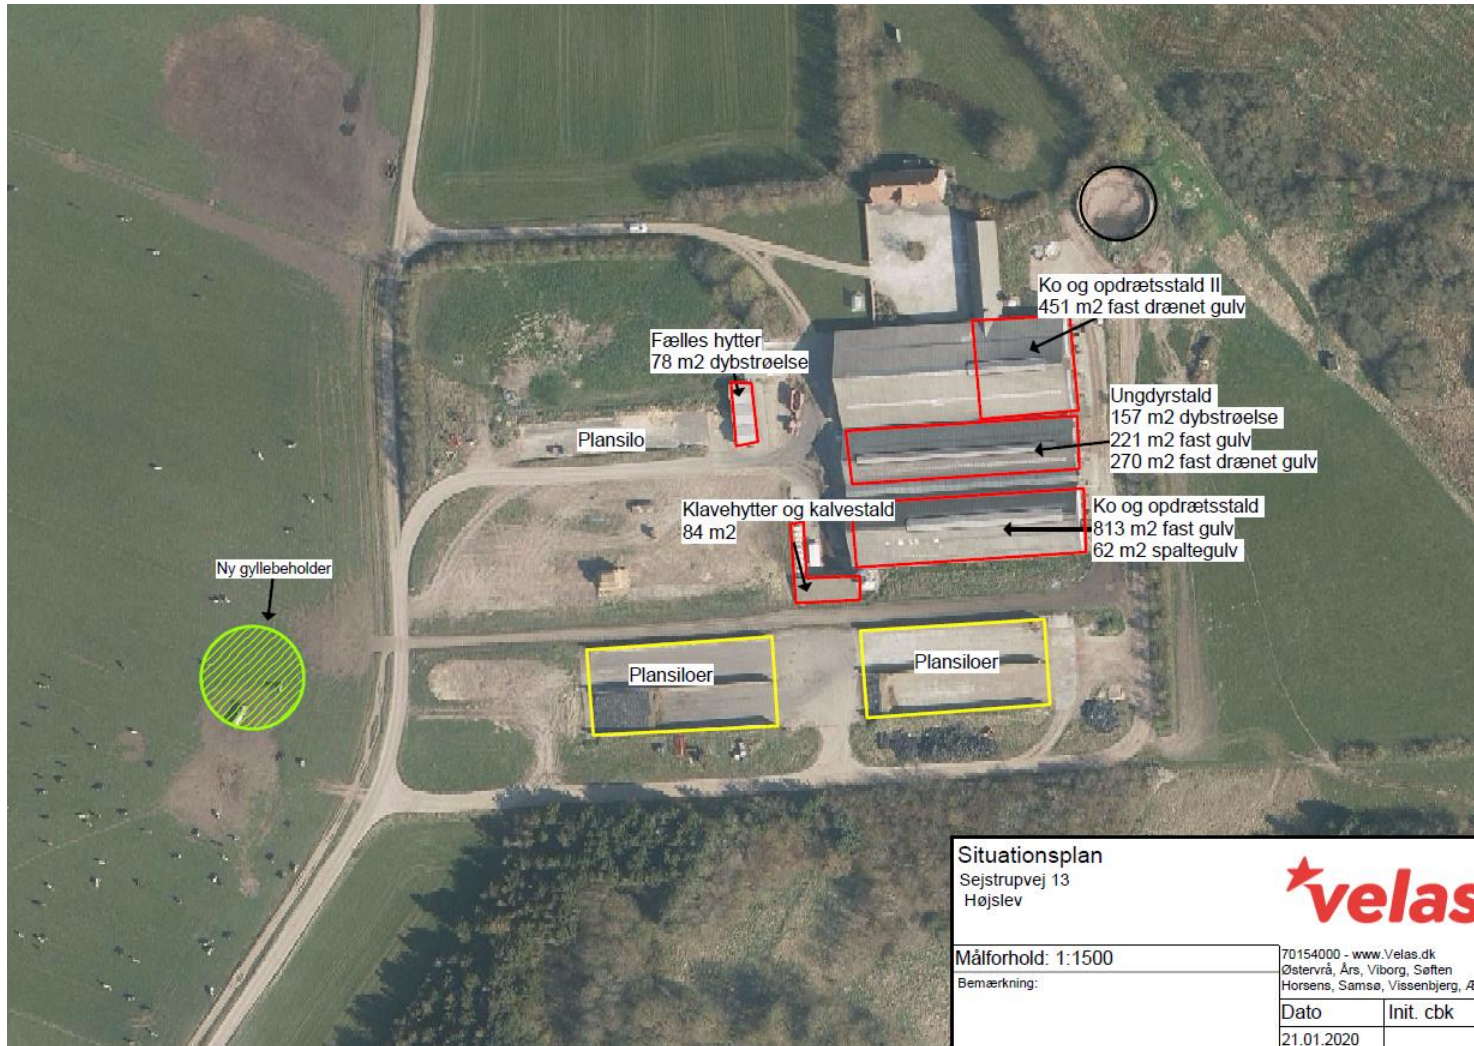 Ko og opdrætsstald II
451 m2 fast drænet gulv
Fælles hytter
78 m2 dybstrøelse
Ungdyrstald
157 m2 dybstrøelse
221 m2 fast gulv
270 m2 fast drænet gulv
Plansilo
Klavehytter og kalvestald
84 m2
Ko og opdrætsstald
813 m2 fast gulv
62 m2 spaltegulv
Ny gyllebeholder
Plansiloer
Plansiloer
Situationsplan
Sejstrupvej 13
Højslev
velas
Målforhold: 1:1500
Bemærkning:
70154000 - www.Velas.dk
Østervrå, Års, Viborg, Søften
Horsens, Samsø, Vissenbjerg, Æ
Dato
Init. cbk
21.01.2020